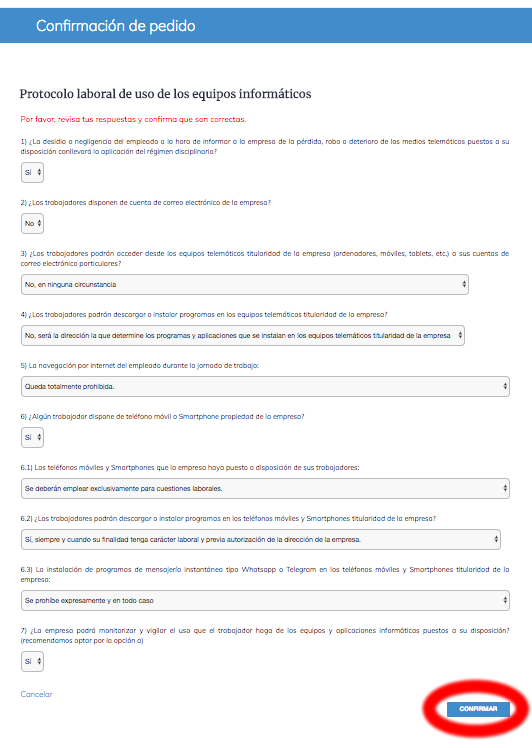 Confirmación de pedido
Protocolo laboral de uso de los equipos informáticos
Por favor, revisa tus respuestas y confirma que son correctas.
1) ¿La desidia o negligencia del empleado a la hora de informar a la empresa de la pérdida, robo o deterioro de los medios telemáticos puestos a su
disposición conllevará la aplicación del régimen disciplinario?
Sí
2) ¿Los trabajadores disponen de cuenta de correo electrónico de la empresa?
No
3) ¿Los trabajadores podrán acceder desde los equipos telemáticos titularidad de la empresa (ordenadores, móviles, tablets, etc.) a sus cuentas de
correo electrónico particulares?
No, en ninguna circunstancia
4) ¿Los trabajadores podrán descargar o instalar programas en los equipos telemáticos titularidad de la empresa?
No, será la dirección la que determine los programas y aplicaciones que se instalan en los equipos telemáticos titularidad de la empresa
5) La navegación por internet del empleado durante la jornada de trabajo:
Queda totalmente prohibida.
6) ¿Algún trabajador dispone de teléfono móvil o Smartphone propiedad de la empresa?
Sí
6.1) Los teléfonos móviles y Smartphones que la empresa haya puesto a disposición de sus trabajadores:
Se deberán emplear exclusivamente para cuestiones laborales.
6.2) ¿Los trabajadores podrán descargar o instalar programas en los teléfonos móviles y Smartphones titularidad de la empresa?
Sí, siempre y cuando su finalidad tenga carácter laboral y previa autorización de la dirección de la empresa.
6.3) La instalación de programas de mensajería instantánea tipo Whatsapp o Telegram en los teléfonos móviles y Smartphones titularidad de la
empresa:
Se prohíbe expresamente y en todo caso
7) ¿La empresa podrá monitorizar y vigilar el uso que el trabajador haga de los equipos y aplicaciones informáticas puestos a su disposición?
(recomendamos optar por la opción a)
Sí
Cancelar
CONFIRMAR